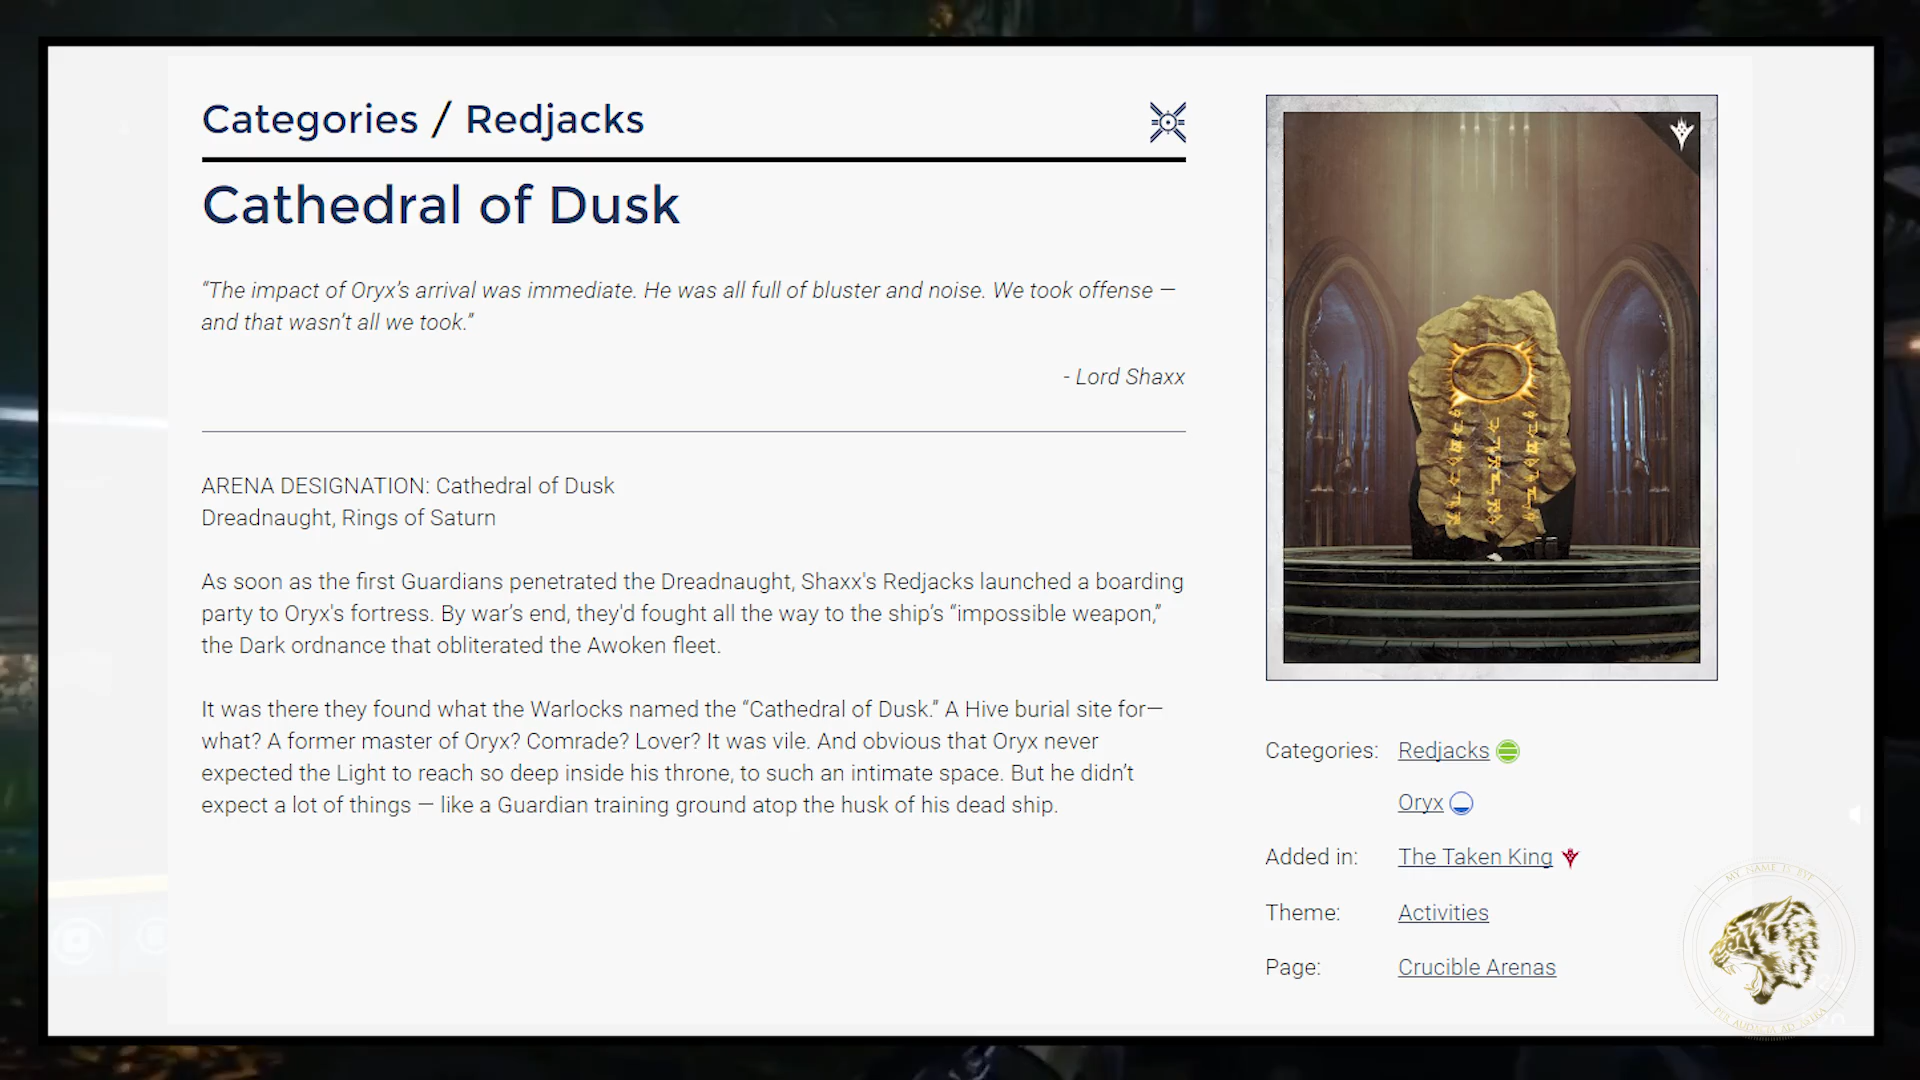 Categories / Redjacks
Cathedral of Dusk
“The impact of Oryx’s arrival was immediate. He was all full of bluster and noise. We took offense —
and that wasn’t all we took.”
- Lord Shaxx
ARENA DESIGNATION: Cathedral of Dusk
Dreadnaught, Rings of Saturn
As soon as the first Guardians penetrated the Dreadnaught, Shaxx's Redjacks launched a boarding
party to Oryx's fortress. By war’s end, they'd fought all the way to the ship’s “impossible weapon,”
the Dark ordnance that obliterated the Awoken fleet.
It was there they found what the Warlocks named the “Cathedral of Dusk.” A Hive burial site for—
what? A former master of Oryx? Comrade? Lover? It was vile. And obvious that Oryx never
expected the Light to reach so deep inside his throne, to such an intimate space. But he didn’t
expect a lot of things — like a Guardian training ground atop the husk of his dead ship.
Categories: Redjacks
Oryx
Added in: The Taken King
Theme: Activities
Page: Crucible Arenas
MY NAME IS BYF
PER AUDACIA AD ASTRA